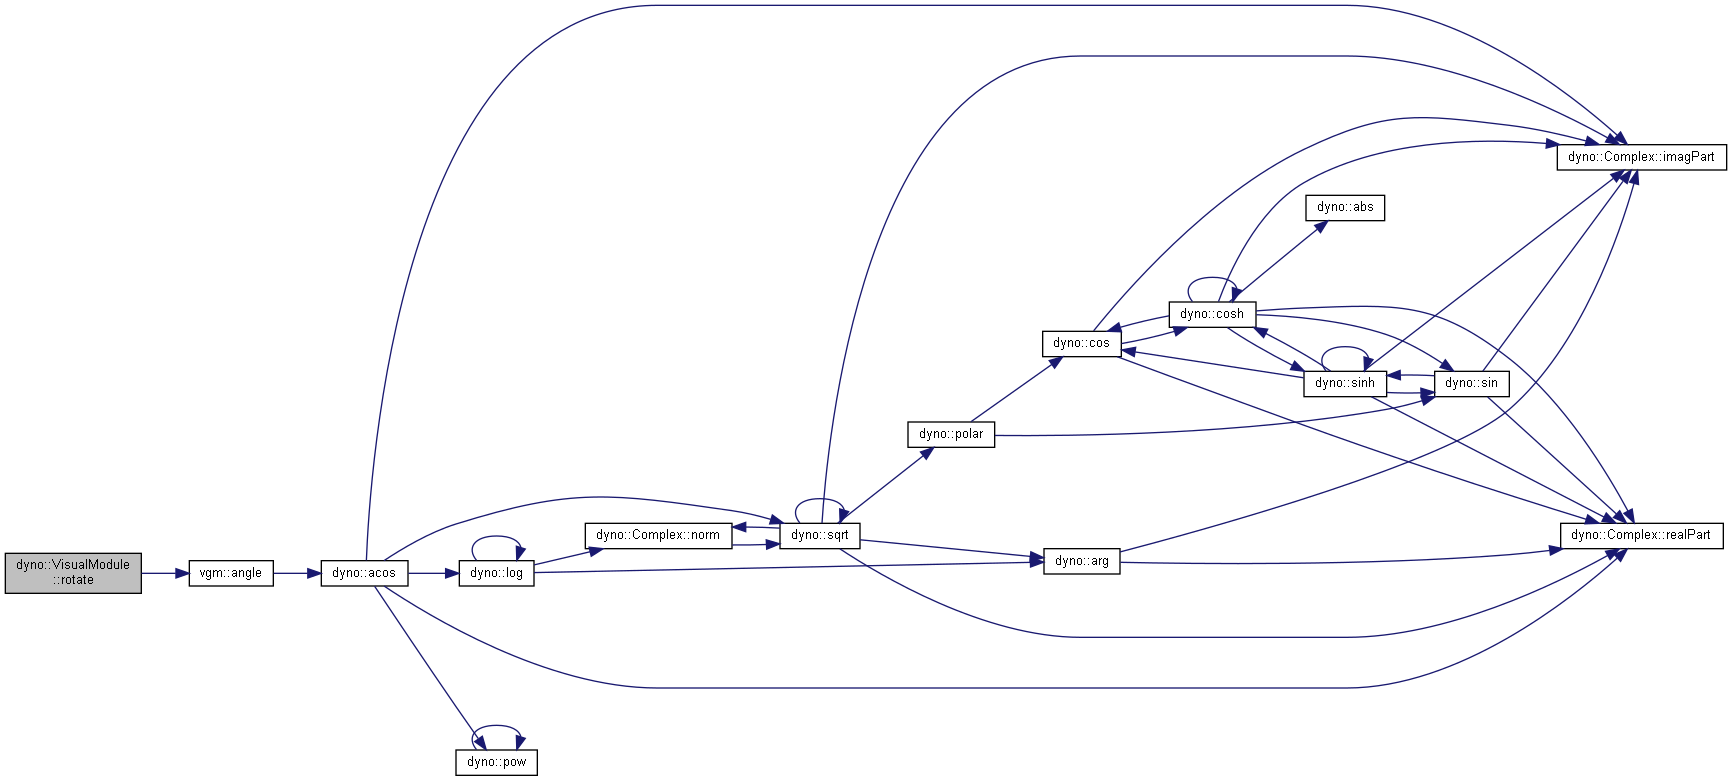 dyno::Complex::imagPart
dyno::abs
dyno::cosh
dyno::cos
dyno::sinh
dyno::sin
dyno::polar
dyno::Complex::norm
dyno::sqrt
dyno::Complex::realPart
dyno::arg
dyno::VisualModule
::rotate
vgm::angle
dyno::acos
dyno::log
dyno::pow